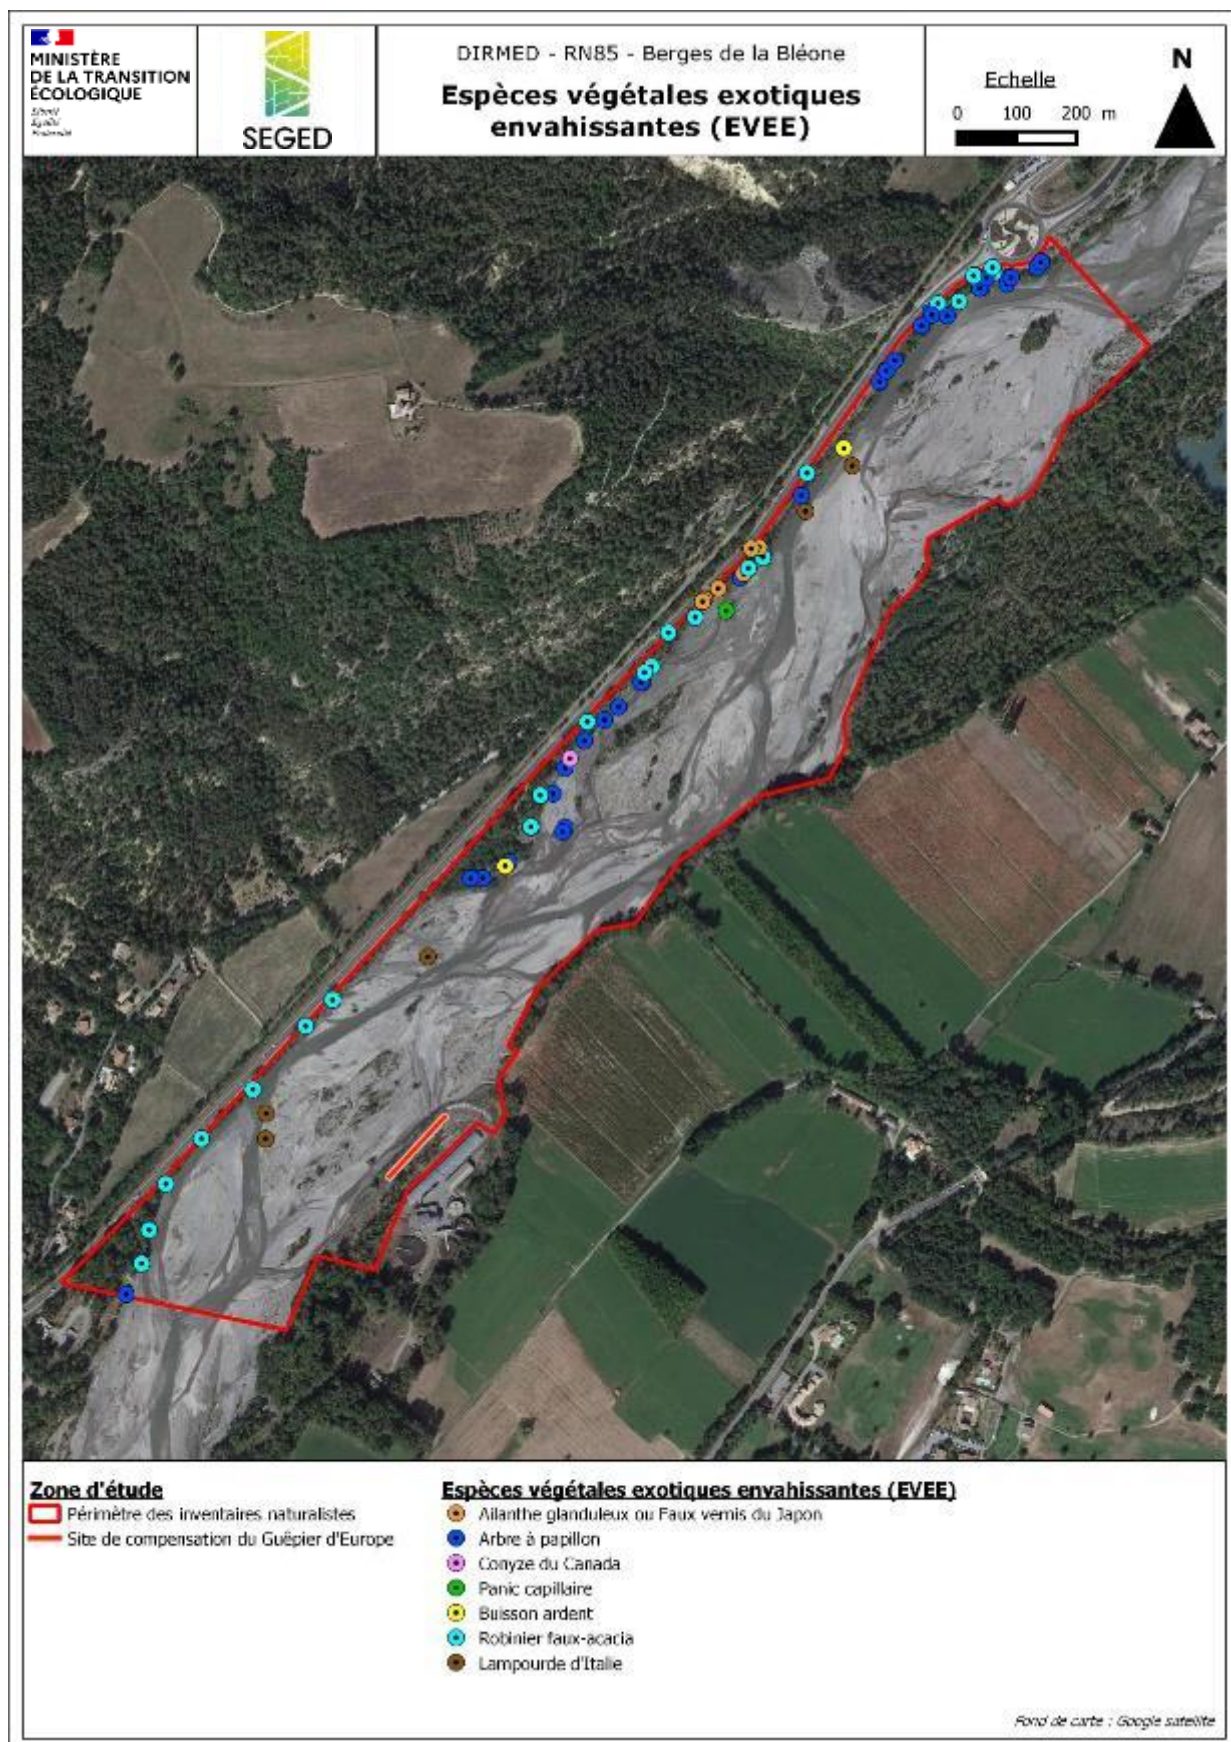 MINISTÈRE
DE LA TRANSITION
ÉCOLOGIQUE
Liberté
Égalité
Fraternité
SEGED
DIRMED - RN85 - Berges de la Bléone
Espèces végétales exotiques
envahissantes (EVEE)
Echelle
0 100 200 m
N
Zone d'étude
Périmètre des inventaires naturalistes
Site de compensation du Guêpier d'Europe
Espèces végétales exotiques envahissantes (EVEE)
Ailanthe glanduleux ou Faux vernis du Japon
Arbre à papillon
Conyze du Canada
Panic capillaire
Buisson ardent
Robinier faux-acacia
Lampourde d'Italie
Fond de carte : Google satellite